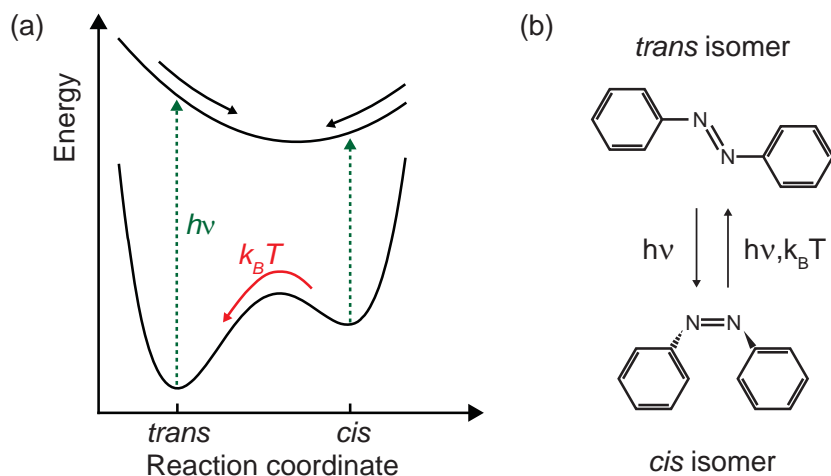 (a)
Energy
hν
k_BT
trans
cis
Reaction coordinate
(b)
trans isomer
N
N
hν
hν,k_BT
N=N
cis isomer